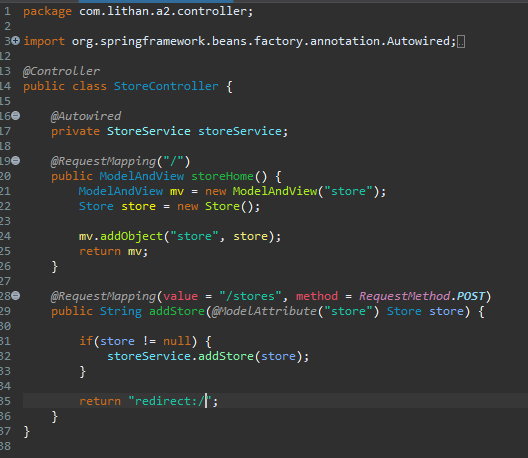 1 package com.lithan.a2.controller;
2
3 import org.springframework.beans.factory.annotation.Autowired;
12
13 @Controller
14 public class StoreController {
15
16 @Autowired
17 private StoreService storeService;
18
19 @RequestMapping("/")
20 public ModelAndView storeHome() {
21 ModelAndView mv = new ModelAndView("store");
22 Store store = new Store();
23
24 mv.addObject("store", store);
25 return mv;
26 }
27
28 @RequestMapping(value = "/stores", method = RequestMethod.POST)
29 public String addStore(@ModelAttribute("store") Store store) {
30
31 if(store != null) {
32 storeService.addStore(store);
33 }
34
35 return "redirect:/";
36 }
37 }
38